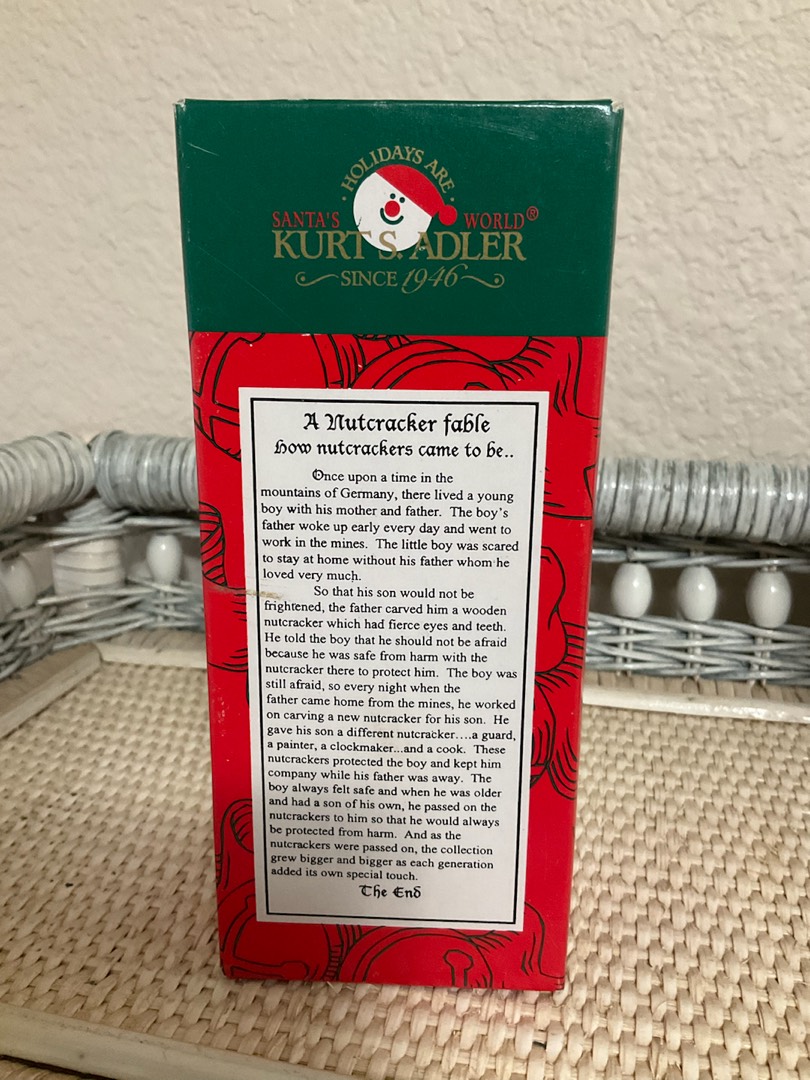 HOLIDAYS ARE
SANTA'S WORLD®
KURT S. ADLER
SINCE 1946
A Nutcracker fable
How nutcrackers came to be..
Once upon a time in the
mountains of Germany, there lived a young
boy with his mother and father. The boy's
father woke up early every day and went to
work in the mines. The little boy was scared
to stay at home without his father whom he
loved very much.
So that his son would not be
frightened, the father carved him a wooden
nutcracker which had fierce eyes and teeth.
He told the boy that he should not be afraid
because he was safe from harm with the
nutcracker there to protect him. The boy was
still afraid, so every night when the
father came home from the mines, he worked
on carving a new nutcracker for his son. He
gave his son a different nutcracker....a guard,
a painter, a clockmaker...and a cook. These
nutcrackers protected the boy and kept him
company while his father was away. The
boy always felt safe and when he was older
and had a son of his own, he passed on the
nutcrackers to him so that he would always
be protected from harm. And as the
nutcrackers were passed on, the collection
grew bigger and bigger as each generation
added its own special touch.
The End